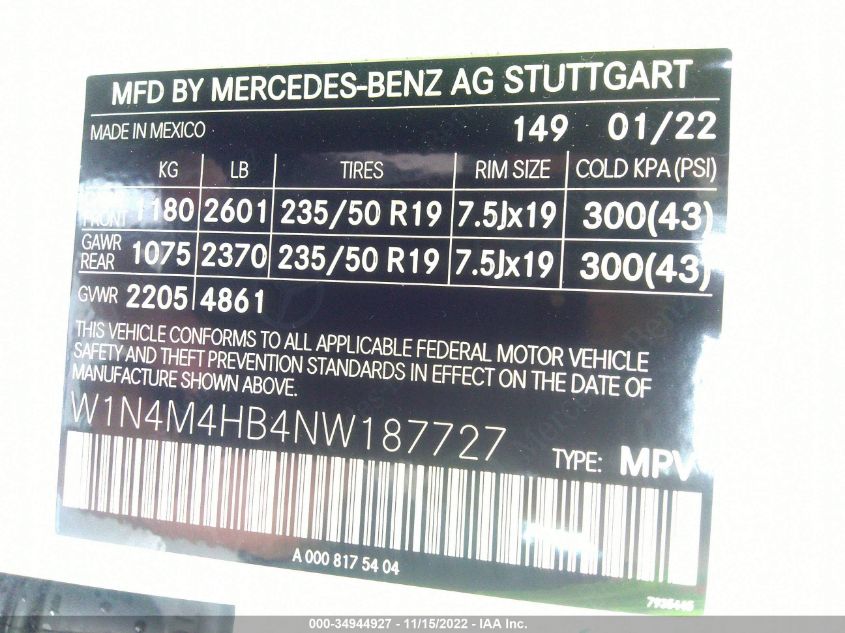 MFD BY MERCEDES-BENZ AG STUTTGART
MADE IN MEXICO 149 01/22
KG LB TIRES RIM SIZE COLD KPA (PSI)
FRONT 1180 2601 235/50 R19 7.5Jx19 300(43)
GAWR REAR 1075 2370 235/50 R19 7.5Jx19 300(43)
GVWR 2205 4861
THIS VEHICLE CONFORMS TO ALL APPLICABLE FEDERAL MOTOR VEHICLE
SAFETY AND THEFT PREVENTION STANDARDS IN EFFECT ON THE DATE OF
MANUFACTURE SHOWN ABOVE.
W1N4M4HB4NW187727
TYPE: MPV
A 000 817 54 04
000-34944927 - 11/15/2022 - IAA Inc.